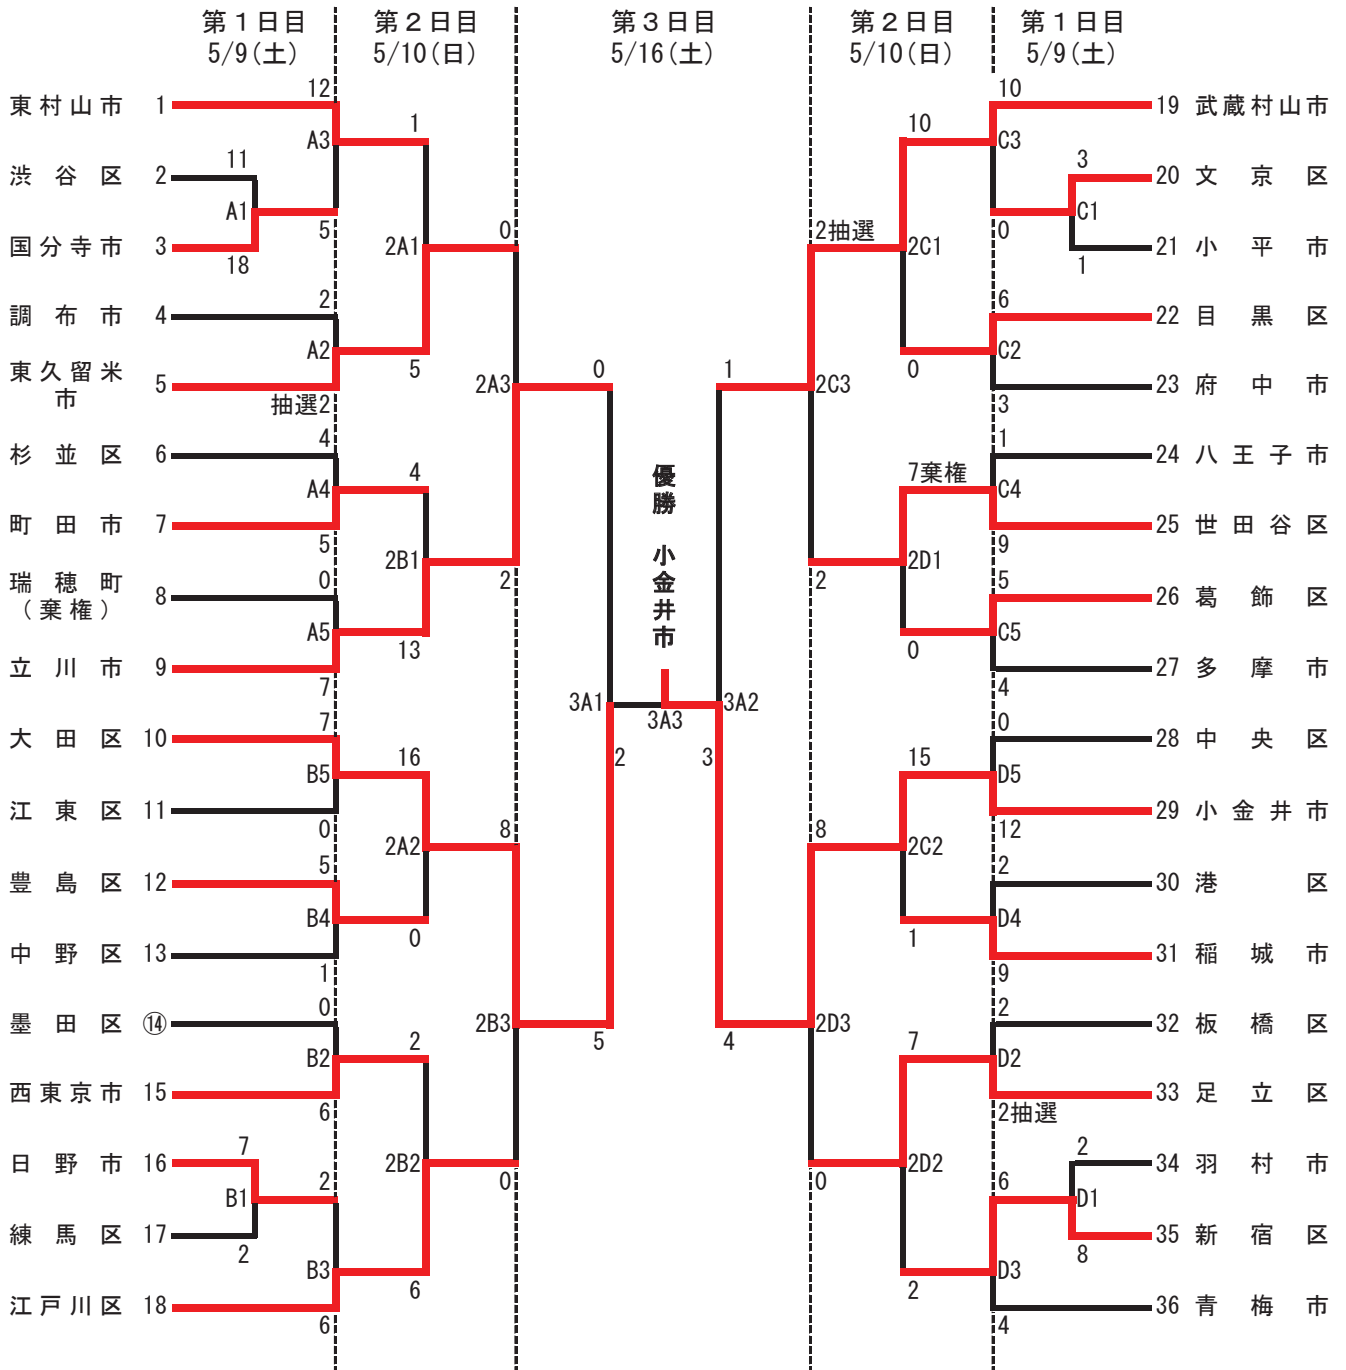 第１日目
5/9(土)
第２日目
5/10(日)
第３日目
5/16(土)
第２日目
5/10(日)
第１日目
5/9(土)
東村山市 1
渋谷区 2
国分寺市 3
調布市 4
東久留米
市 5
杉並区 6
町田市 7
瑞穂町
（棄権） 8
立川市 9
大田区 10
江東区 11
豊島区 12
中野区 13
墨田区 ⑭
西東京市 15
日野市 16
練馬区 17
江戸川区 18
11
A1
18
7
B1
2
12
A3
5
2
A2
抽選2
4
A4
5
0
A5
7
7
B5
0
5
B4
1
0
B2
6
2
B3
6
1
2A1
5
4
2B1
13
16
2A2
0
2
2B2
6
0
2A3
2
8
2B3
0
0
3A1
5
2
優勝　小金井市
3A3
3
1
3A2
4
2抽選
2C3
2
8
2D3
0
10
2C1
0
7棄権
2D1
0
15
2C2
1
7
2D2
2
10
C3
0
6
C2
3
1
C4
9
5
C5
4
0
D5
12
2
D4
9
2
D2
2抽選
6
D3
4
3
C1
1
2
D1
8
19 武蔵村山市
20 文京区
21 小平市
22 目黒区
23 府中市
24 八王子市
25 世田谷区
26 葛飾区
27 多摩市
28 中央区
29 小金井市
30 港区
31 稲城市
32 板橋区
33 足立区
34 羽村市
35 新宿区
36 青梅市